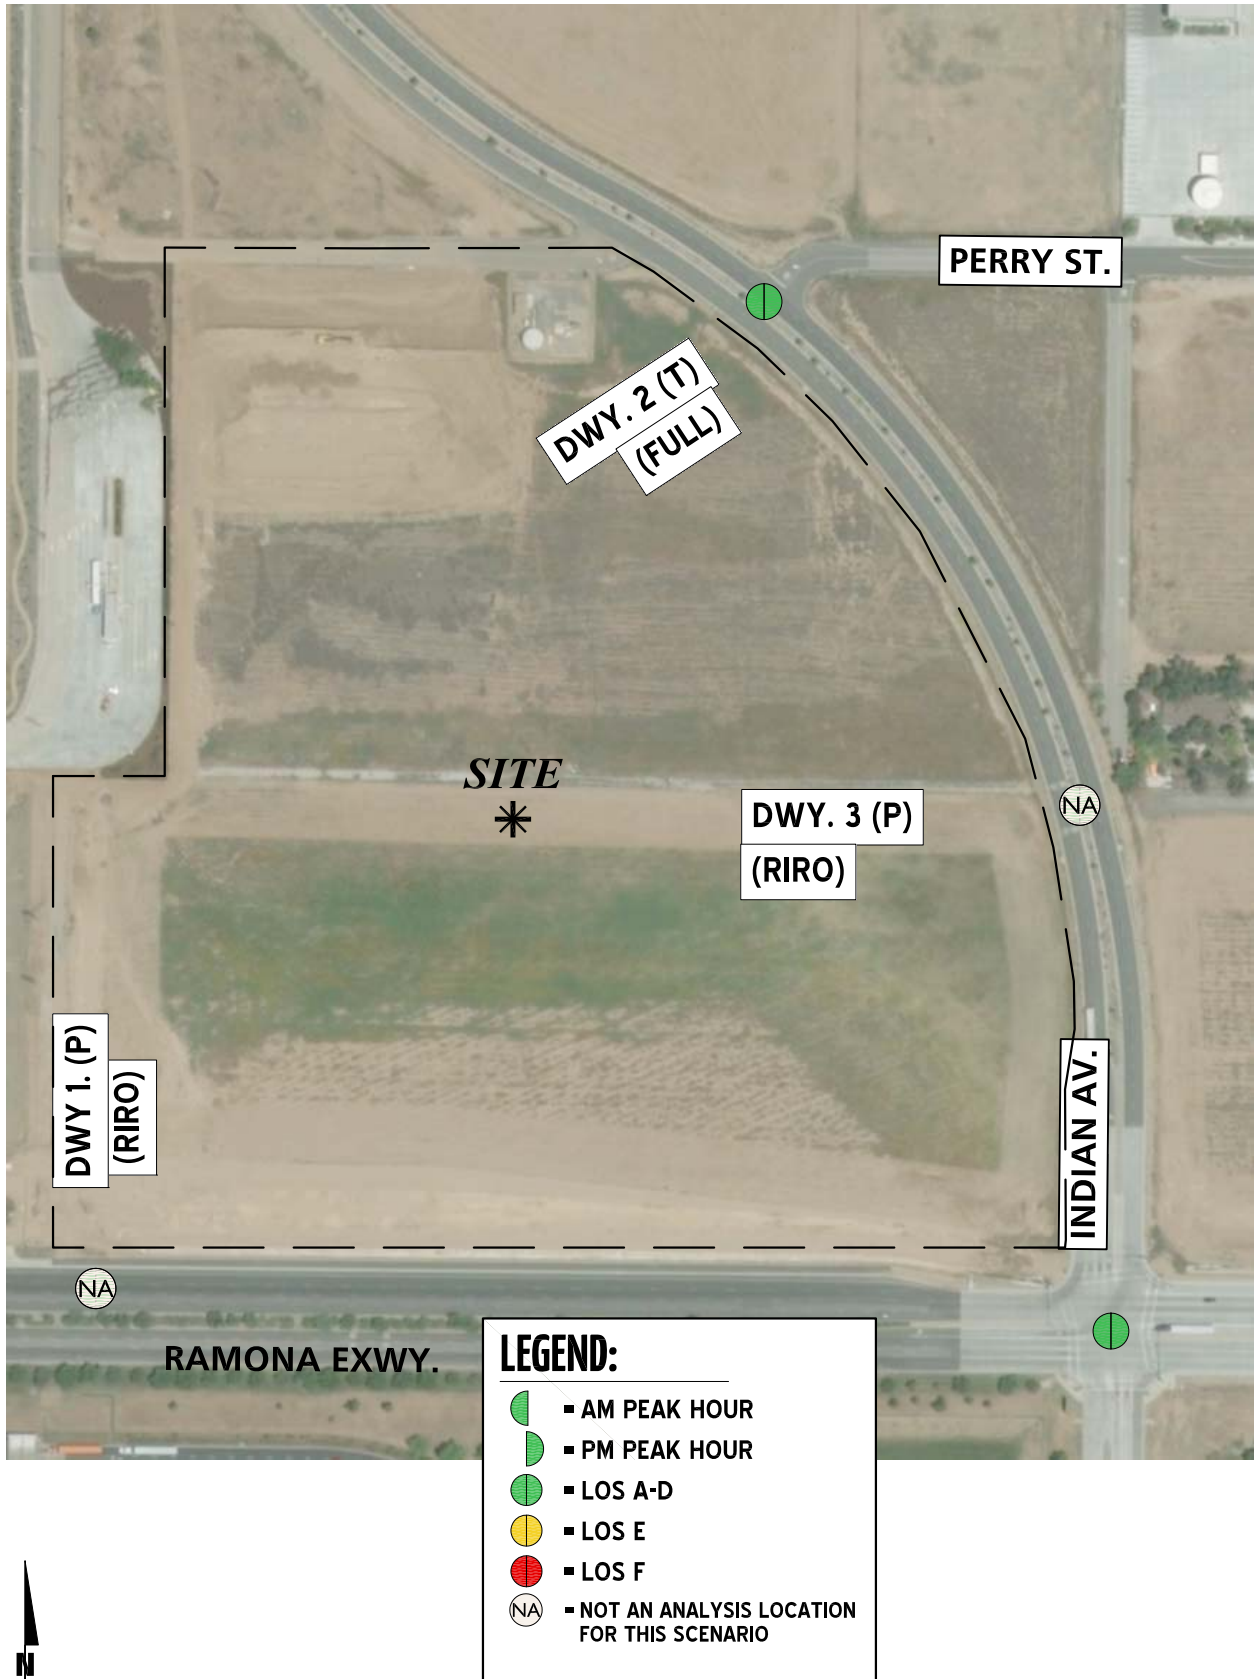 PERRY ST.
DWY. 2 (T)
(FULL)
SITE
DWY. 3 (P)
(RIRO)
NA
DWY 1. (P)
(RIRO)
INDIAN AV.
NA
RAMONA EXWY.
LEGEND:
= AM PEAK HOUR
= PM PEAK HOUR
= LOS A-D
= LOS E
= LOS F
NA = NOT AN ANALYSIS LOCATION
FOR THIS SCENARIO
N